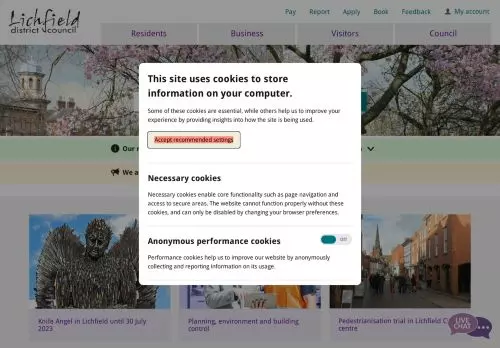 Lichfield
district council
Pay Report Apply Book Feedback My account
Residents Business Visitors Council
This site uses cookies to store
information on your computer.
Some of these cookies are essential, while others help us to improve your
experience by providing insights into how the site is being used.
Accept recommended settings
Necessary cookies
Necessary cookies enable core functionality such as page navigation and
access to secure areas. The website cannot function properly without these
cookies, and can only be disabled by changing your browser preferences.
Anonymous performance cookies
Off
Performance cookies help us to improve our website by anonymously
collecting and reporting information on its usage.
Our
We a
Knife Angel in Lichfield until 30 July
2023
Planning, environment and building
control
Pedestrianisation trial in Lichfield C
centre
LIVE
CHAT